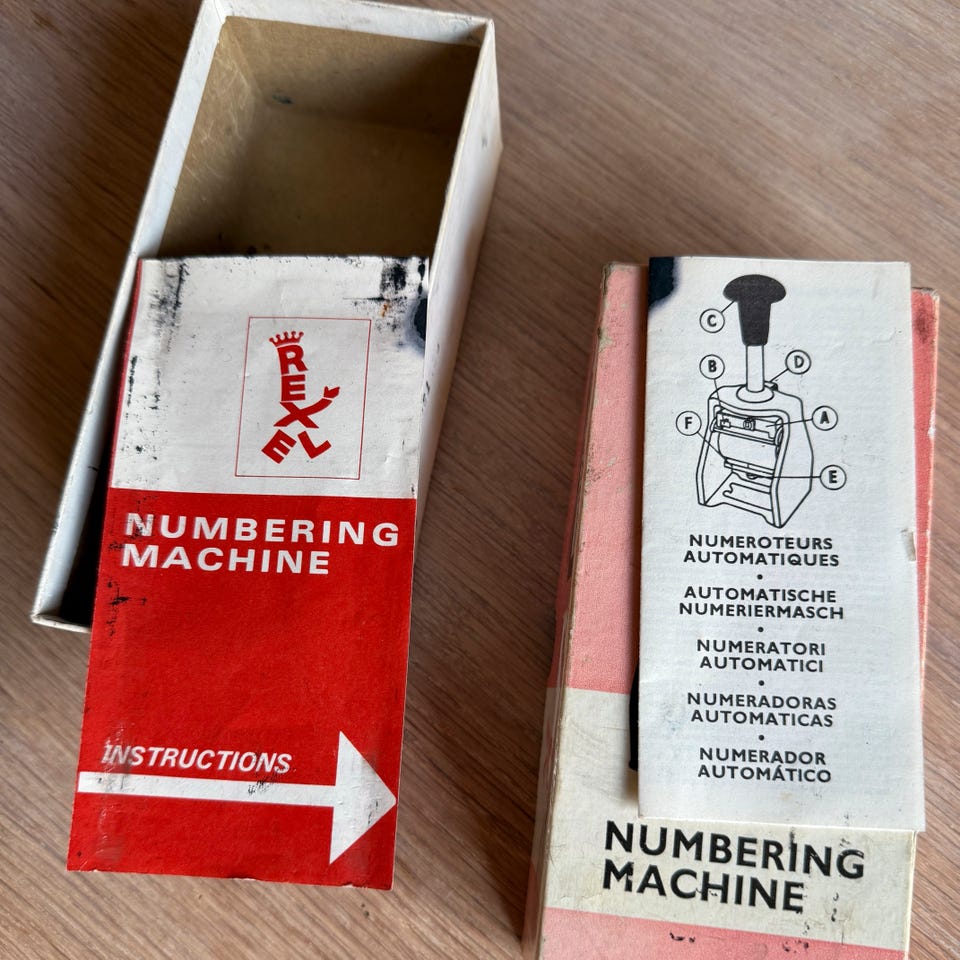 REXEL
NUMBERING
MACHINE
INSTRUCTIONS
C
B
D
F
A
E
NUMEROTEURS
AUTOMATIQUES
•
AUTOMATISCHE
NUMERIERMASCH
•
NUMERATORI
AUTOMATICI
•
NUMERADORAS
AUTOMATICAS
•
NUMERADOR
AUTOMÁTICO
NUMBERING
MACHINE